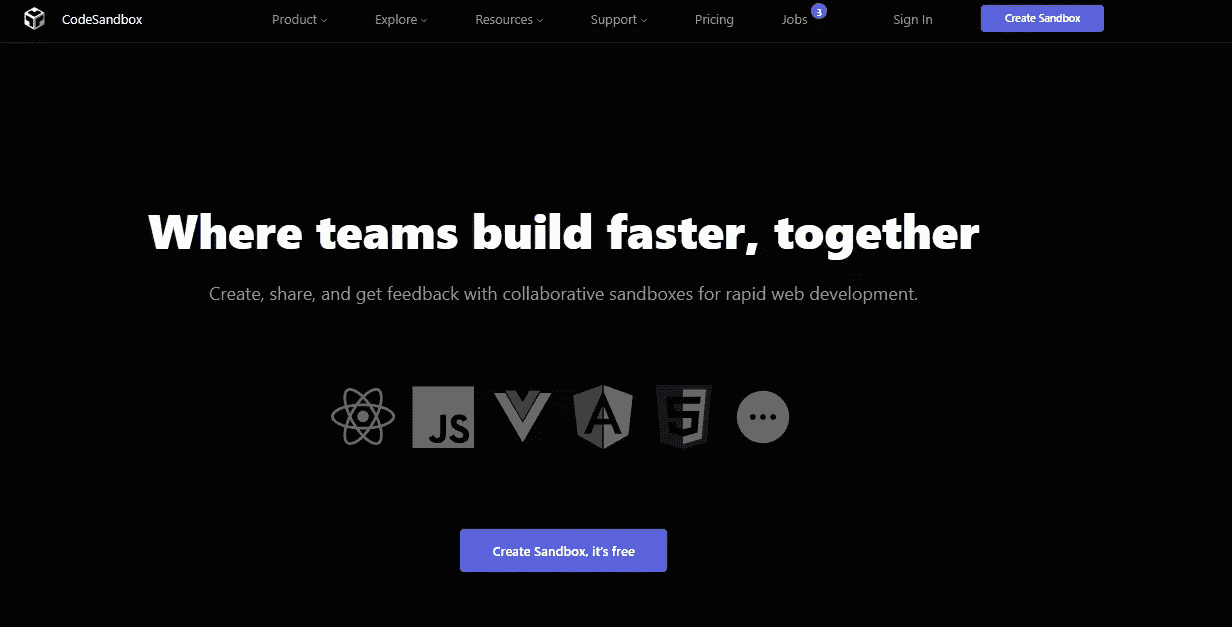 CodeSandbox Product Explore Resources Support Pricing Jobs 3 Sign In Create Sandbox
Where teams build faster, together
Create, share, and get feedback with collaborative sandboxes for rapid web development.
JS A 5
Create Sandbox, it's free